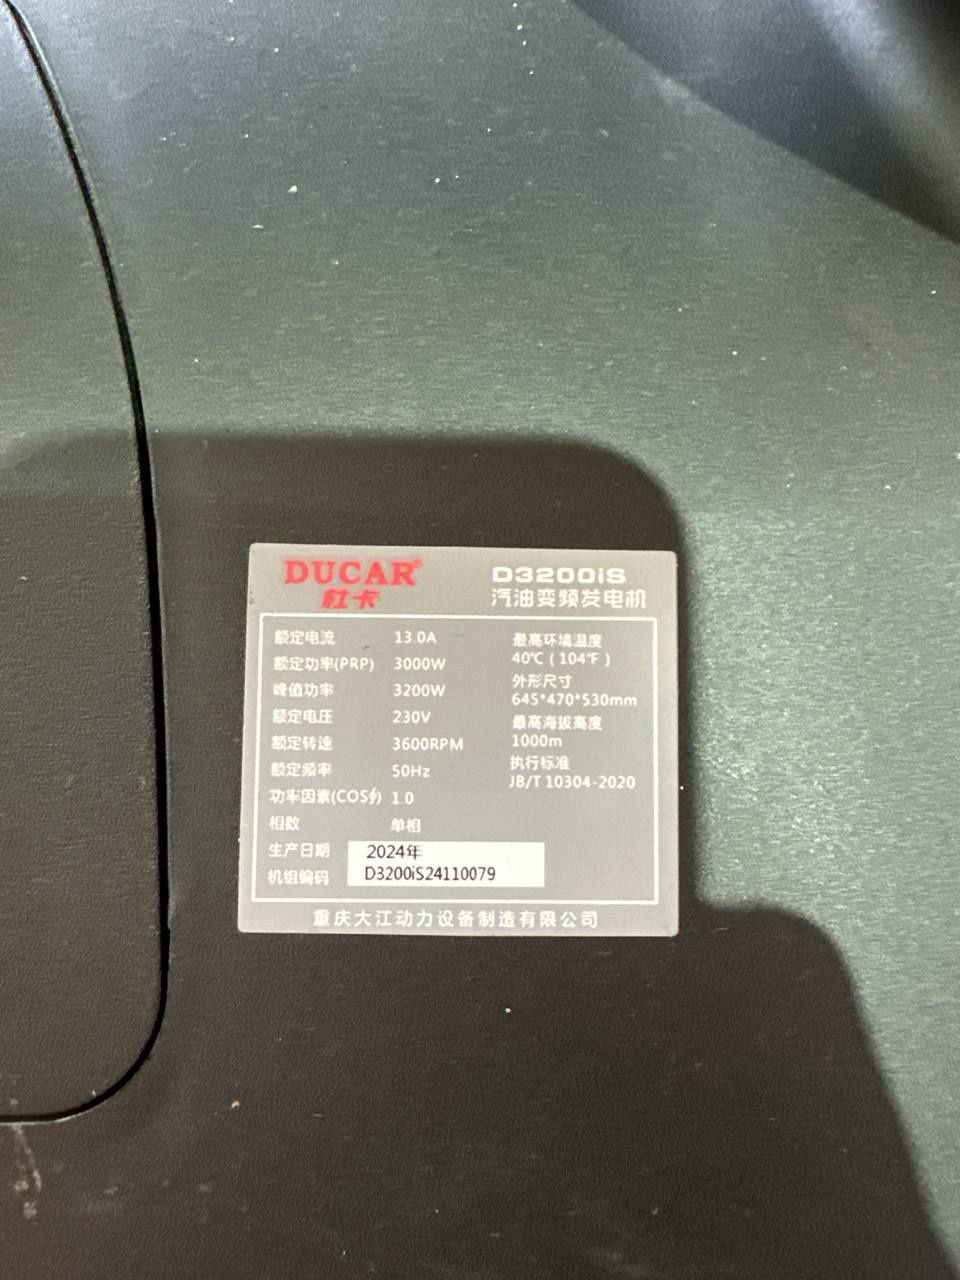 DUCAR®
杜卡
D3200iS
汽油变频发电机
额定电流 13.0A
额定功率(PRP) 3000W
峰值功率 3200W
额定电压 230V
额定转速 3600RPM
额定频率 50Hz
功率因素(COS∮) 1.0
相数 单相
生产日期 2024年
机组编码 D3200iS24110079
最高环境温度
40℃ ( 104℉ )
外形尺寸
645*470*530mm
最高海拔高度
1000m
执行标准
JB/T 10304-2020
重庆大江动力设备制造有限公司